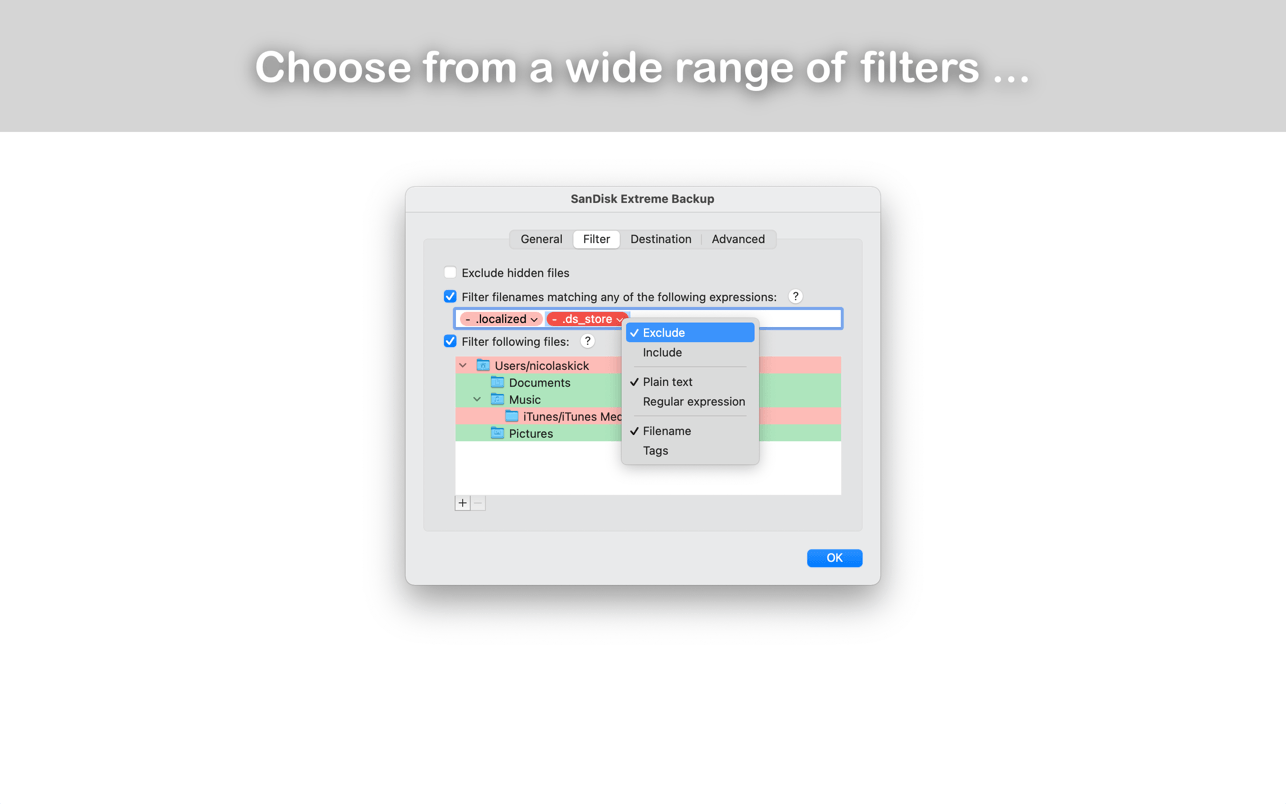 Choose from a wide range of filters ...
SanDisk Extreme Backup
General Filter Destination Advanced
Exclude hidden files
Filter filenames matching any of the following expressions: ?
- .localized - .ds_store
Exclude
Include
Plain text
Regular expression
Filename
Tags
Filter following files: ?
Users/nicolaskick
Documents
Music
iTunes/iTunes Med
Pictures
+ −
OK